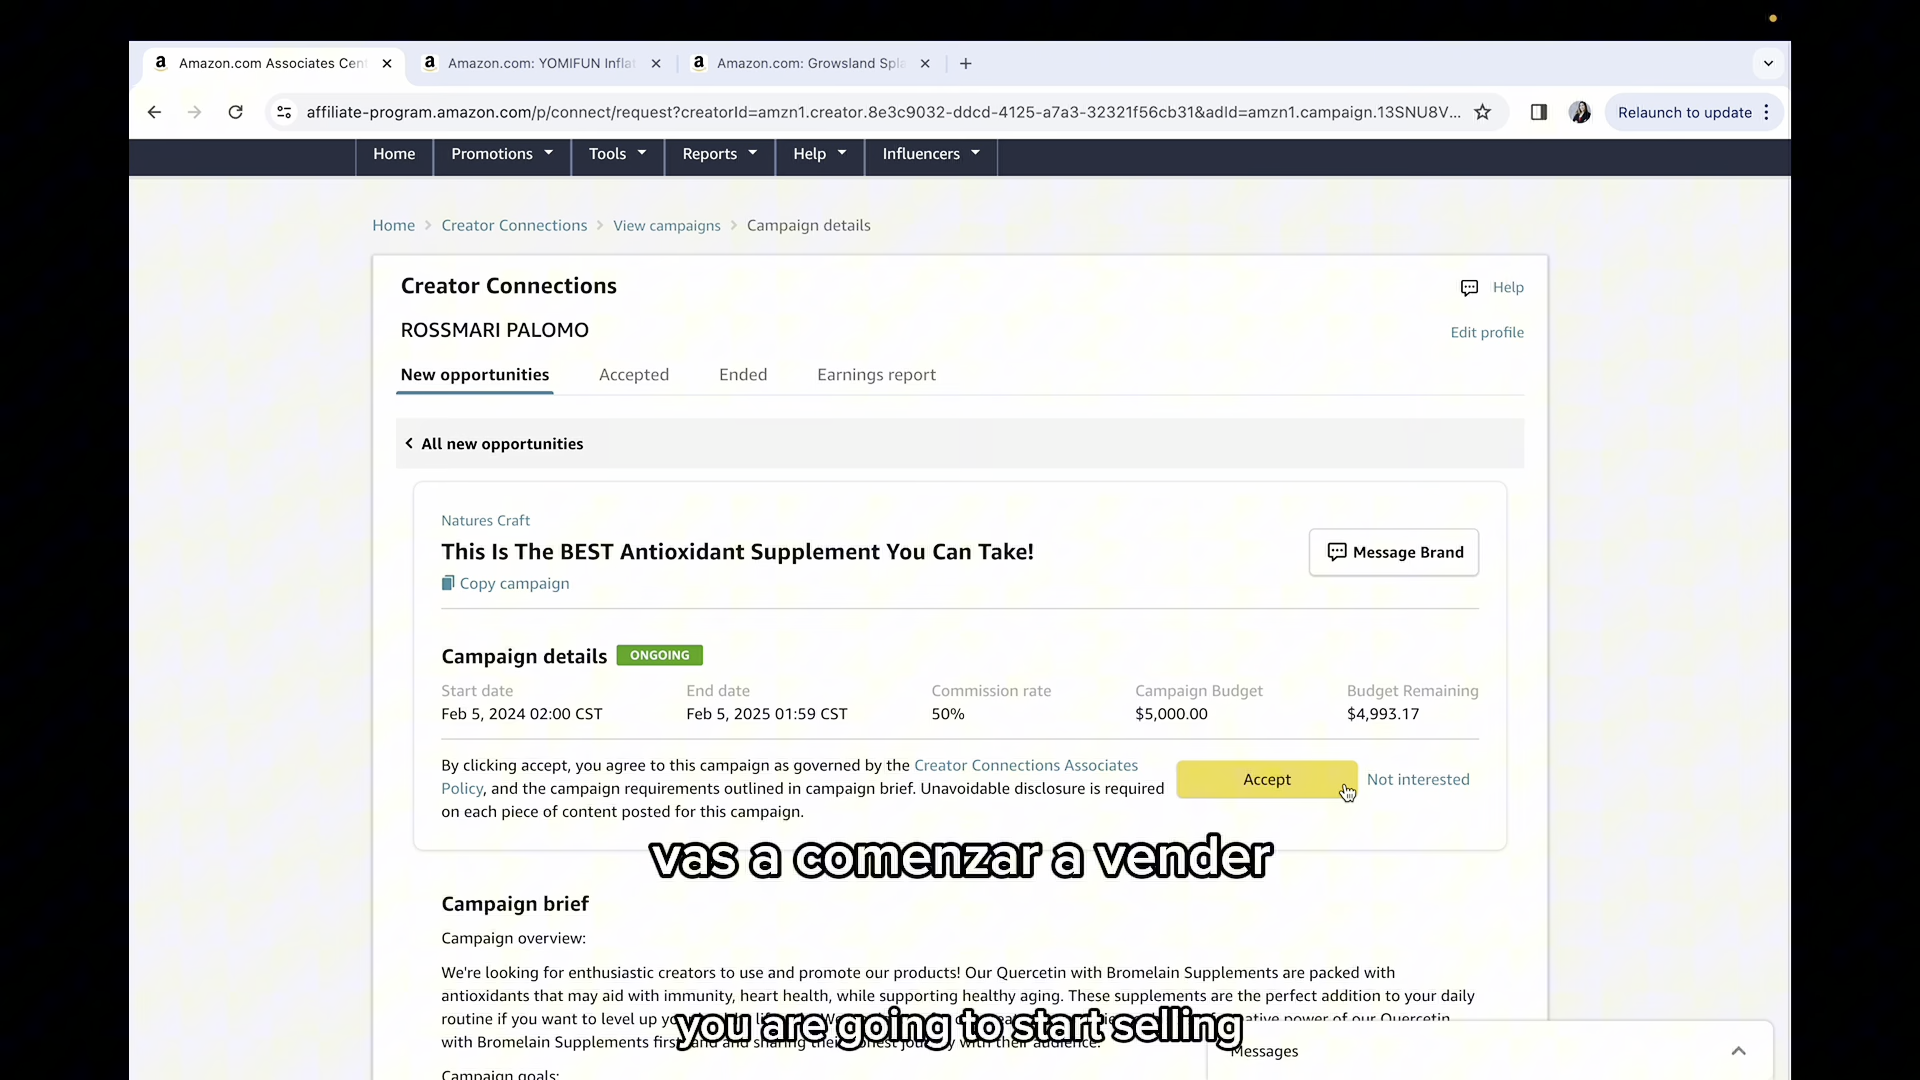 Amazon.com Associates Cent
Amazon.com: YOMIFUN Infla
Amazon.com: Growsland Spla
affiliate-program.amazon.com/p/connect/request?creatorId=amzn1.creator.8e3c9032-ddcd-4125-a7a3-32321f56cb31&adId=amzn1.campaign.13SNU8V...
Relaunch to update
Home
Promotions
Tools
Reports
Help
Influencers
Home > Creator Connections > View campaigns > Campaign details
Creator Connections
Help
ROSSMARI PALOMO
Edit profile
New opportunities
Accepted
Ended
Earnings report
All new opportunities
Natures Craft
This Is The BEST Antioxidant Supplement You Can Take!
Message Brand
Copy campaign
Campaign details ONGOING
Start date
End date
Commission rate
Campaign Budget
Budget Remaining
Feb 5, 2024 02:00 CST
Feb 5, 2025 01:59 CST
50%
$5,000.00
$4,993.17
By clicking accept, you agree to this campaign as governed by the Creator Connections Associates
Policy, and the campaign requirements outlined in campaign brief. Unavoidable disclosure is required
on each piece of content posted for this campaign.
Accept
Not interested
vas a comenzar a vender
Campaign brief
Campaign overview:
We're looking for enthusiastic creators to use and promote our products! Our Quercetin with Bromelain Supplements are packed with
antioxidants that may aid with immunity, heart health, while supporting healthy aging. These supplements are the perfect addition to your daily
routine if you want to level up
power of our Quercetin
you are going to start selling
with Bromelain Supplements
journey with their audience.
Messages
Campaign goals: